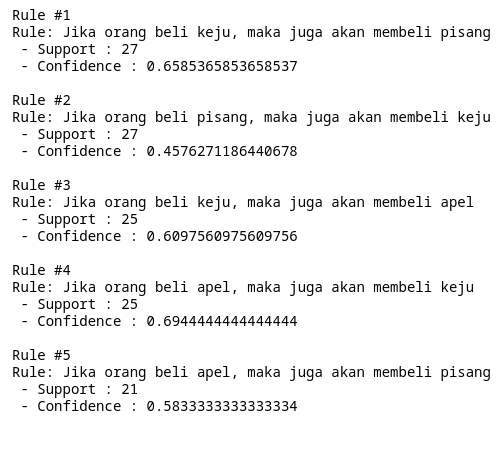 Rule #1
Rule: Jika orang beli keju, maka juga akan membeli pisang
- Support : 27
- Confidence : 0.6585365853658537
Rule #2
Rule: Jika orang beli pisang, maka juga akan membeli keju
- Support : 27
- Confidence : 0.4576271186440678
Rule #3
Rule: Jika orang beli keju, maka juga akan membeli apel
- Support : 25
- Confidence : 0.6097560975609756
Rule #4
Rule: Jika orang beli apel, maka juga akan membeli keju
- Support : 25
- Confidence : 0.6944444444444444
Rule #5
Rule: Jika orang beli apel, maka juga akan membeli pisang
- Support : 21
- Confidence : 0.5833333333333334